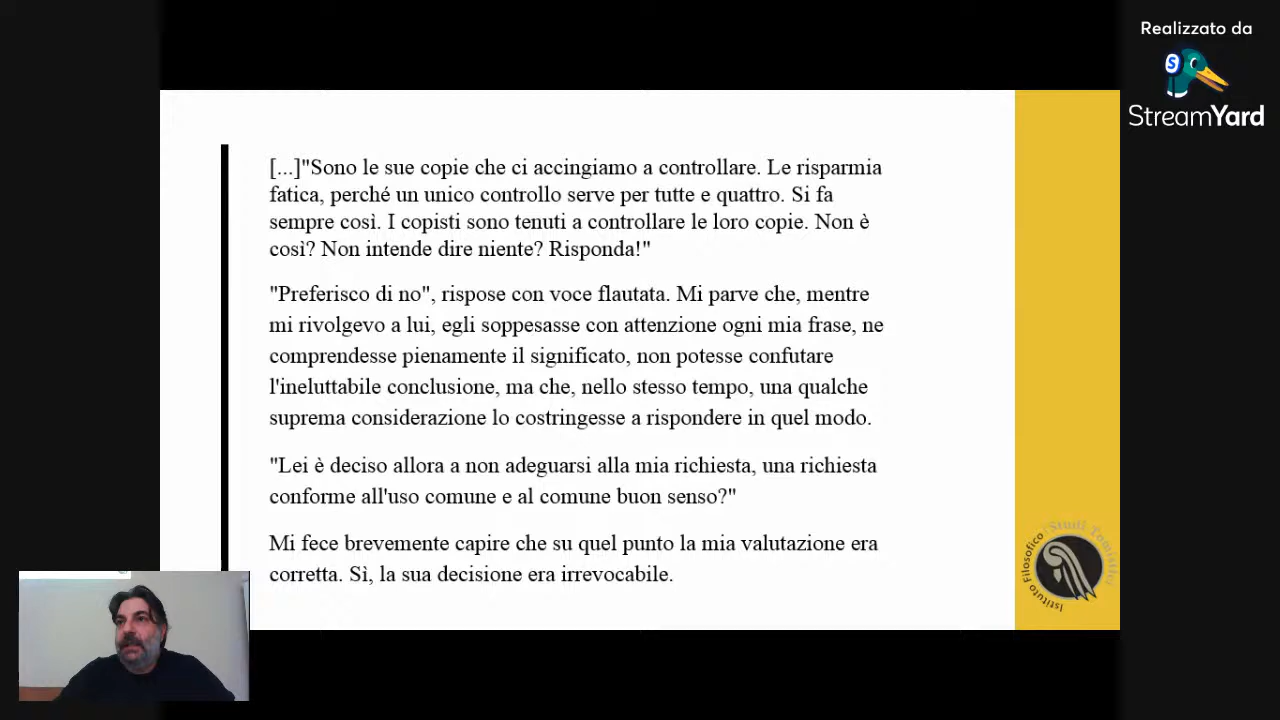 Realizzato da
StreamYard
[...]"Sono le sue copie che ci accingiamo a controllare. Le risparmia
fatica, perché un unico controllo serve per tutte e quattro. Si fa
sempre così. I copisti sono tenuti a controllare le loro copie. Non è
così? Non intende dire niente? Risponda!"
"Preferisco di no", rispose con voce flautata. Mi parve che, mentre
mi rivolgevo a lui, egli soppesasse con attenzione ogni mia frase, ne
comprendesse pienamente il significato, non potesse confutare
l'ineluttabile conclusione, ma che, nello stesso tempo, una qualche
suprema considerazione lo costringesse a rispondere in quel modo.
"Lei è deciso allora a non adeguarsi alla mia richiesta, una richiesta
conforme all'uso comune e al comune buon senso?"
Mi fece brevemente capire che su quel punto la mia valutazione era
corretta. Sì, la sua decisione era irrevocabile.
Istituto Filosofico Studi Tomistici